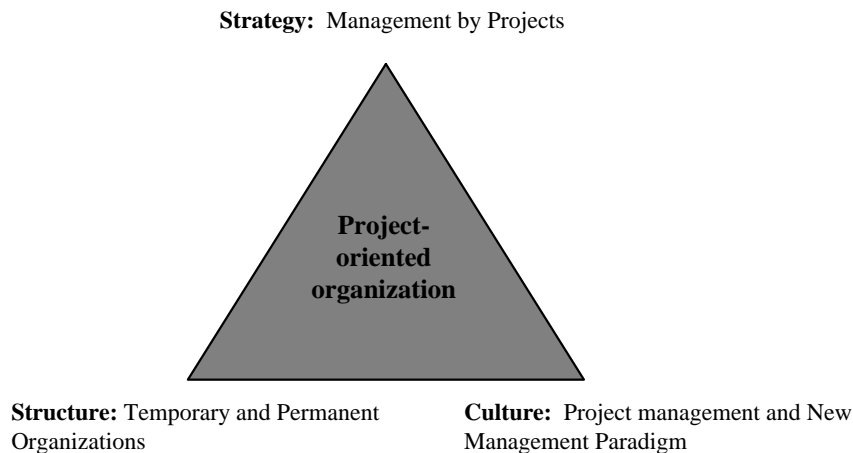 Strategy: Management by Projects
Project-
oriented
organization
Structure: Temporary and Permanent
Organizations
Culture: Project management and New
Management Paradigm